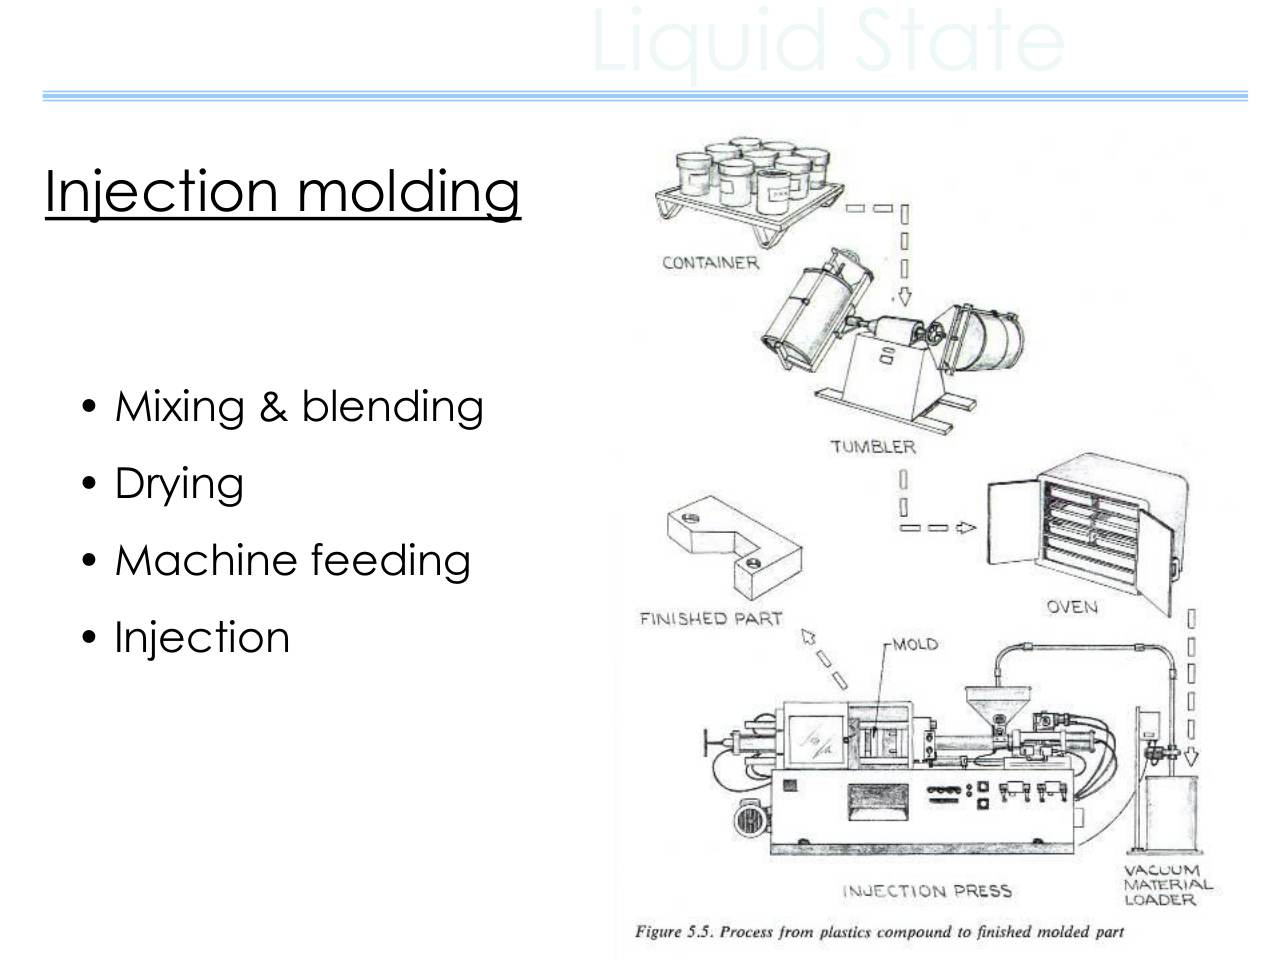 Liquid State
Injection molding
• Mixing & blending
• Drying
• Machine feeding
• Injection
CONTAINER
TUMBLER
OVEN
FINISHED PART
MOLD
INJECTION PRESS
VACUUM
MATERIAL
LOADER
Figure 5.5. Process from plastics compound to finished molded part